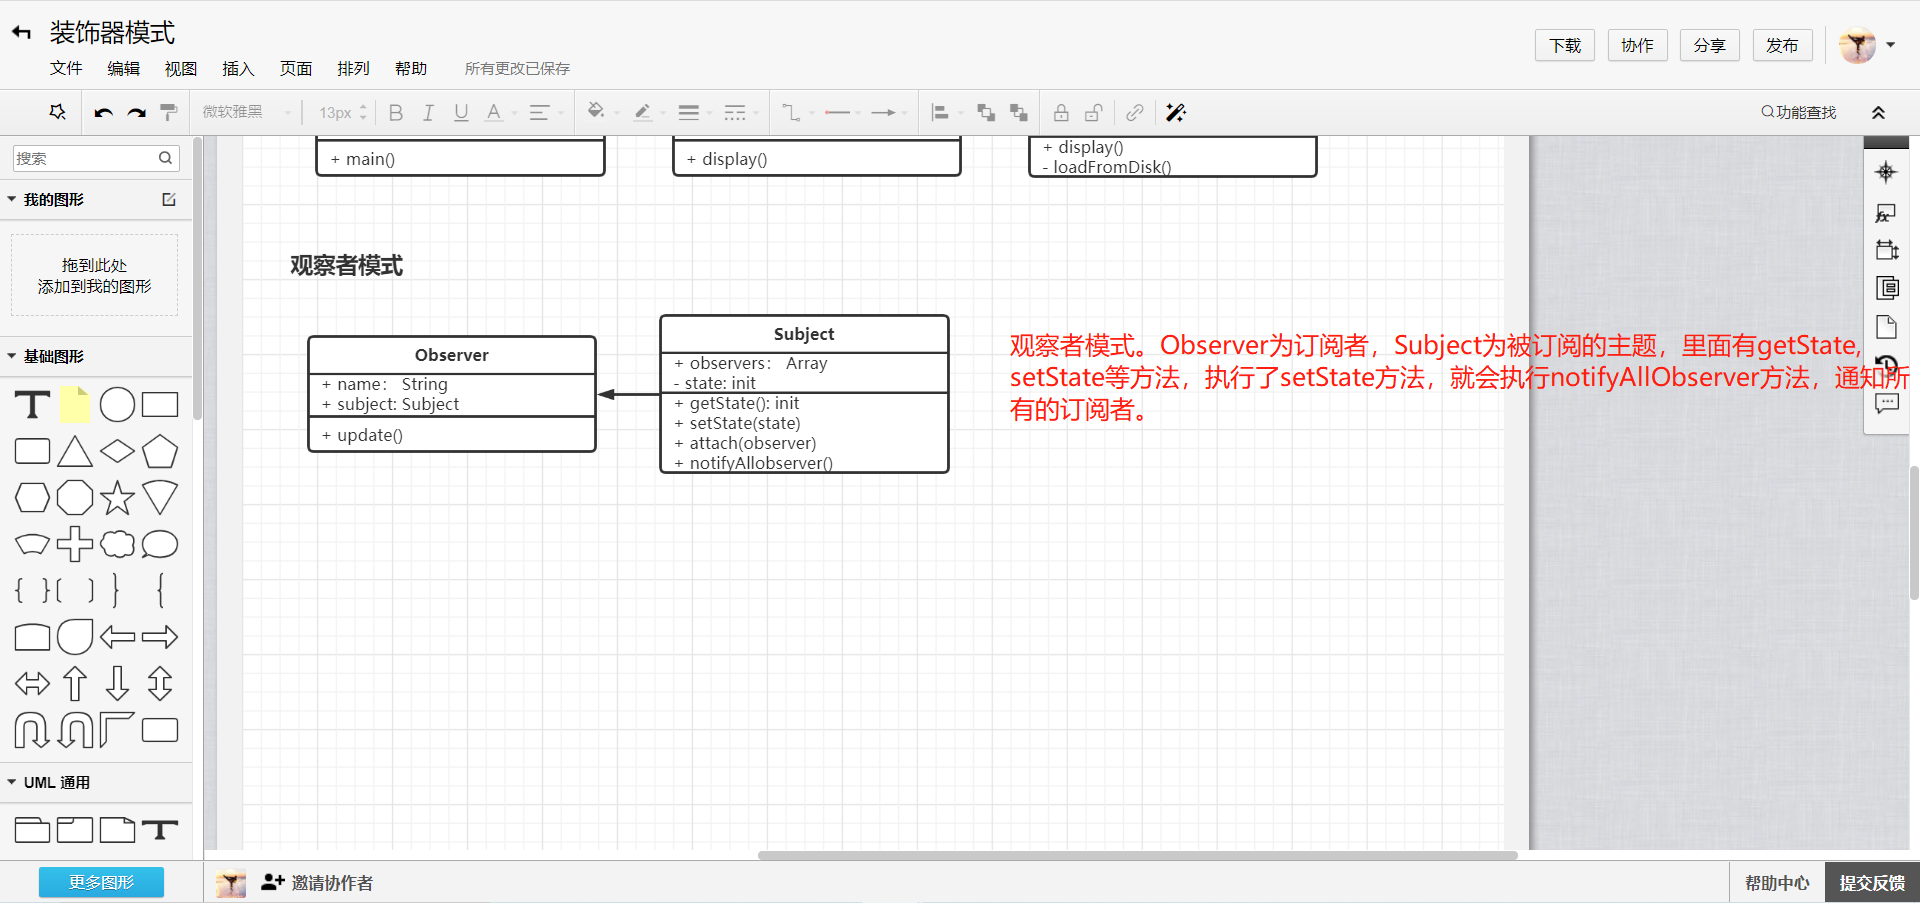 装饰器模式
文件 编辑 视图 插入 页面 排列 帮助 所有更改已保存
下载 协作 分享 发布
微软雅黑 13px B I U A
功能查找
搜索
我的图形
拖到此处
添加到我的图形
基础图形
UML 通用
更多图形
+ main()
+ display()
+ display()
- loadFromDisk()
观察者模式
Observer
+ name： String
+ subject: Subject
+ update()
Subject
+ observers： Array
- state: init
+ getState(): init
+ setState(state)
+ attach(observer)
+ notifyAllobserver()
观察者模式。Observer为订阅者，Subject为被订阅的主题，里面有getState,
setState等方法，执行了setState方法，就会执行notifyAllObserver方法，通知所
有的订阅者。
邀请协作者
帮助中心 提交反馈